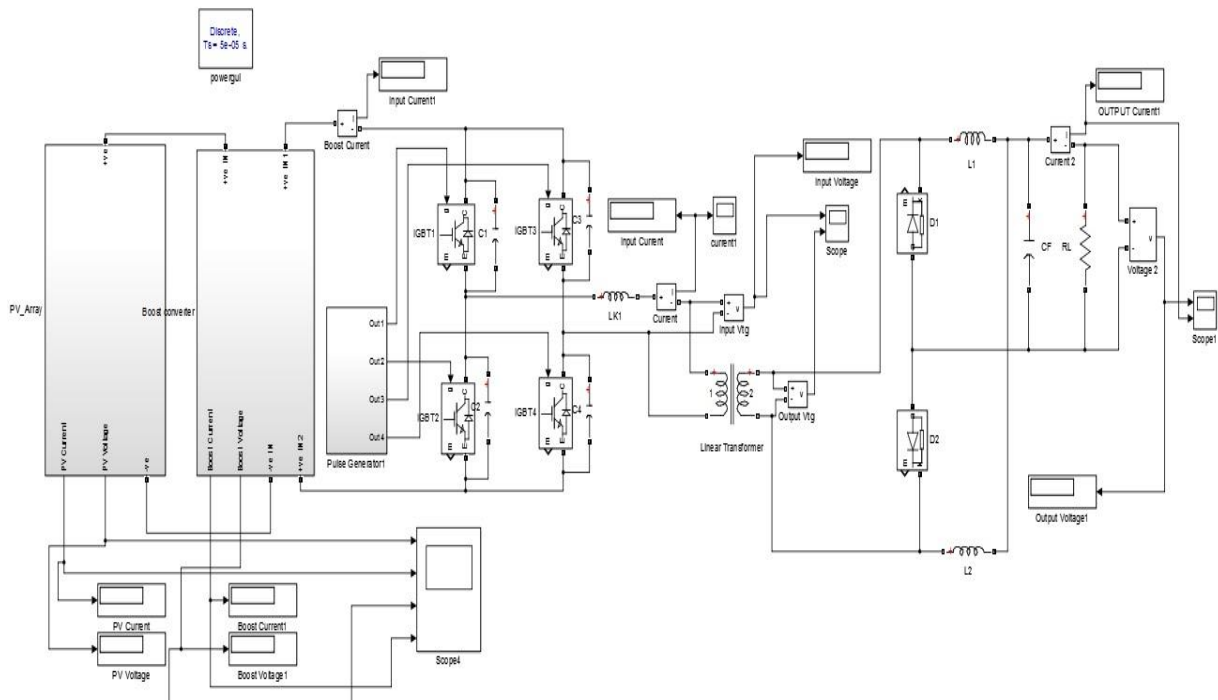 Discrete,
Ts = 5e-05 s.
powergui
Input Current1
Boost Current
OUTPUT Current1
+ve
+ve IN
+ve IN 1
PV_Array
Boost converter
PV Current
PV Voltage
-ve
Boost Current
Boost Voltage
-ve IN
+ve IN2
Out1
Out2
Out3
Out4
Pulse Generator1
IGBT1
C1
IGBT3
C3
IGBT2
C2
IGBT4
C4
g
C
E
m
g
C
E
m
g
C
E
m
g
C
E
m
Input Current
current1
Input Voltage
Scope
LK1
Current
Input Vtg
1
2
Output Vtg
Linear Transformer
L1
Current 2
D1
CF
RL
Voltage 2
Scope1
D2
L2
Output Voltage1
PV Current
Boost Current1
PV Voltage
Boost Voltage1
Scope4